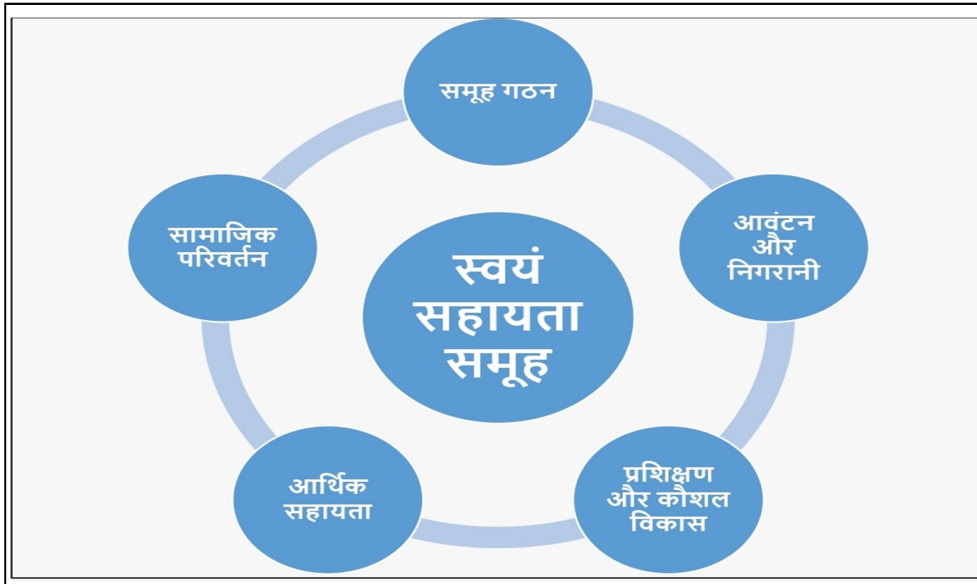 समूह गठन
आवंटन
और
निगरानी
प्रशिक्षण
और कौशल
विकास
आर्थिक
सहायता
सामाजिक
परिवर्तन
स्वयं
सहायता
समूह